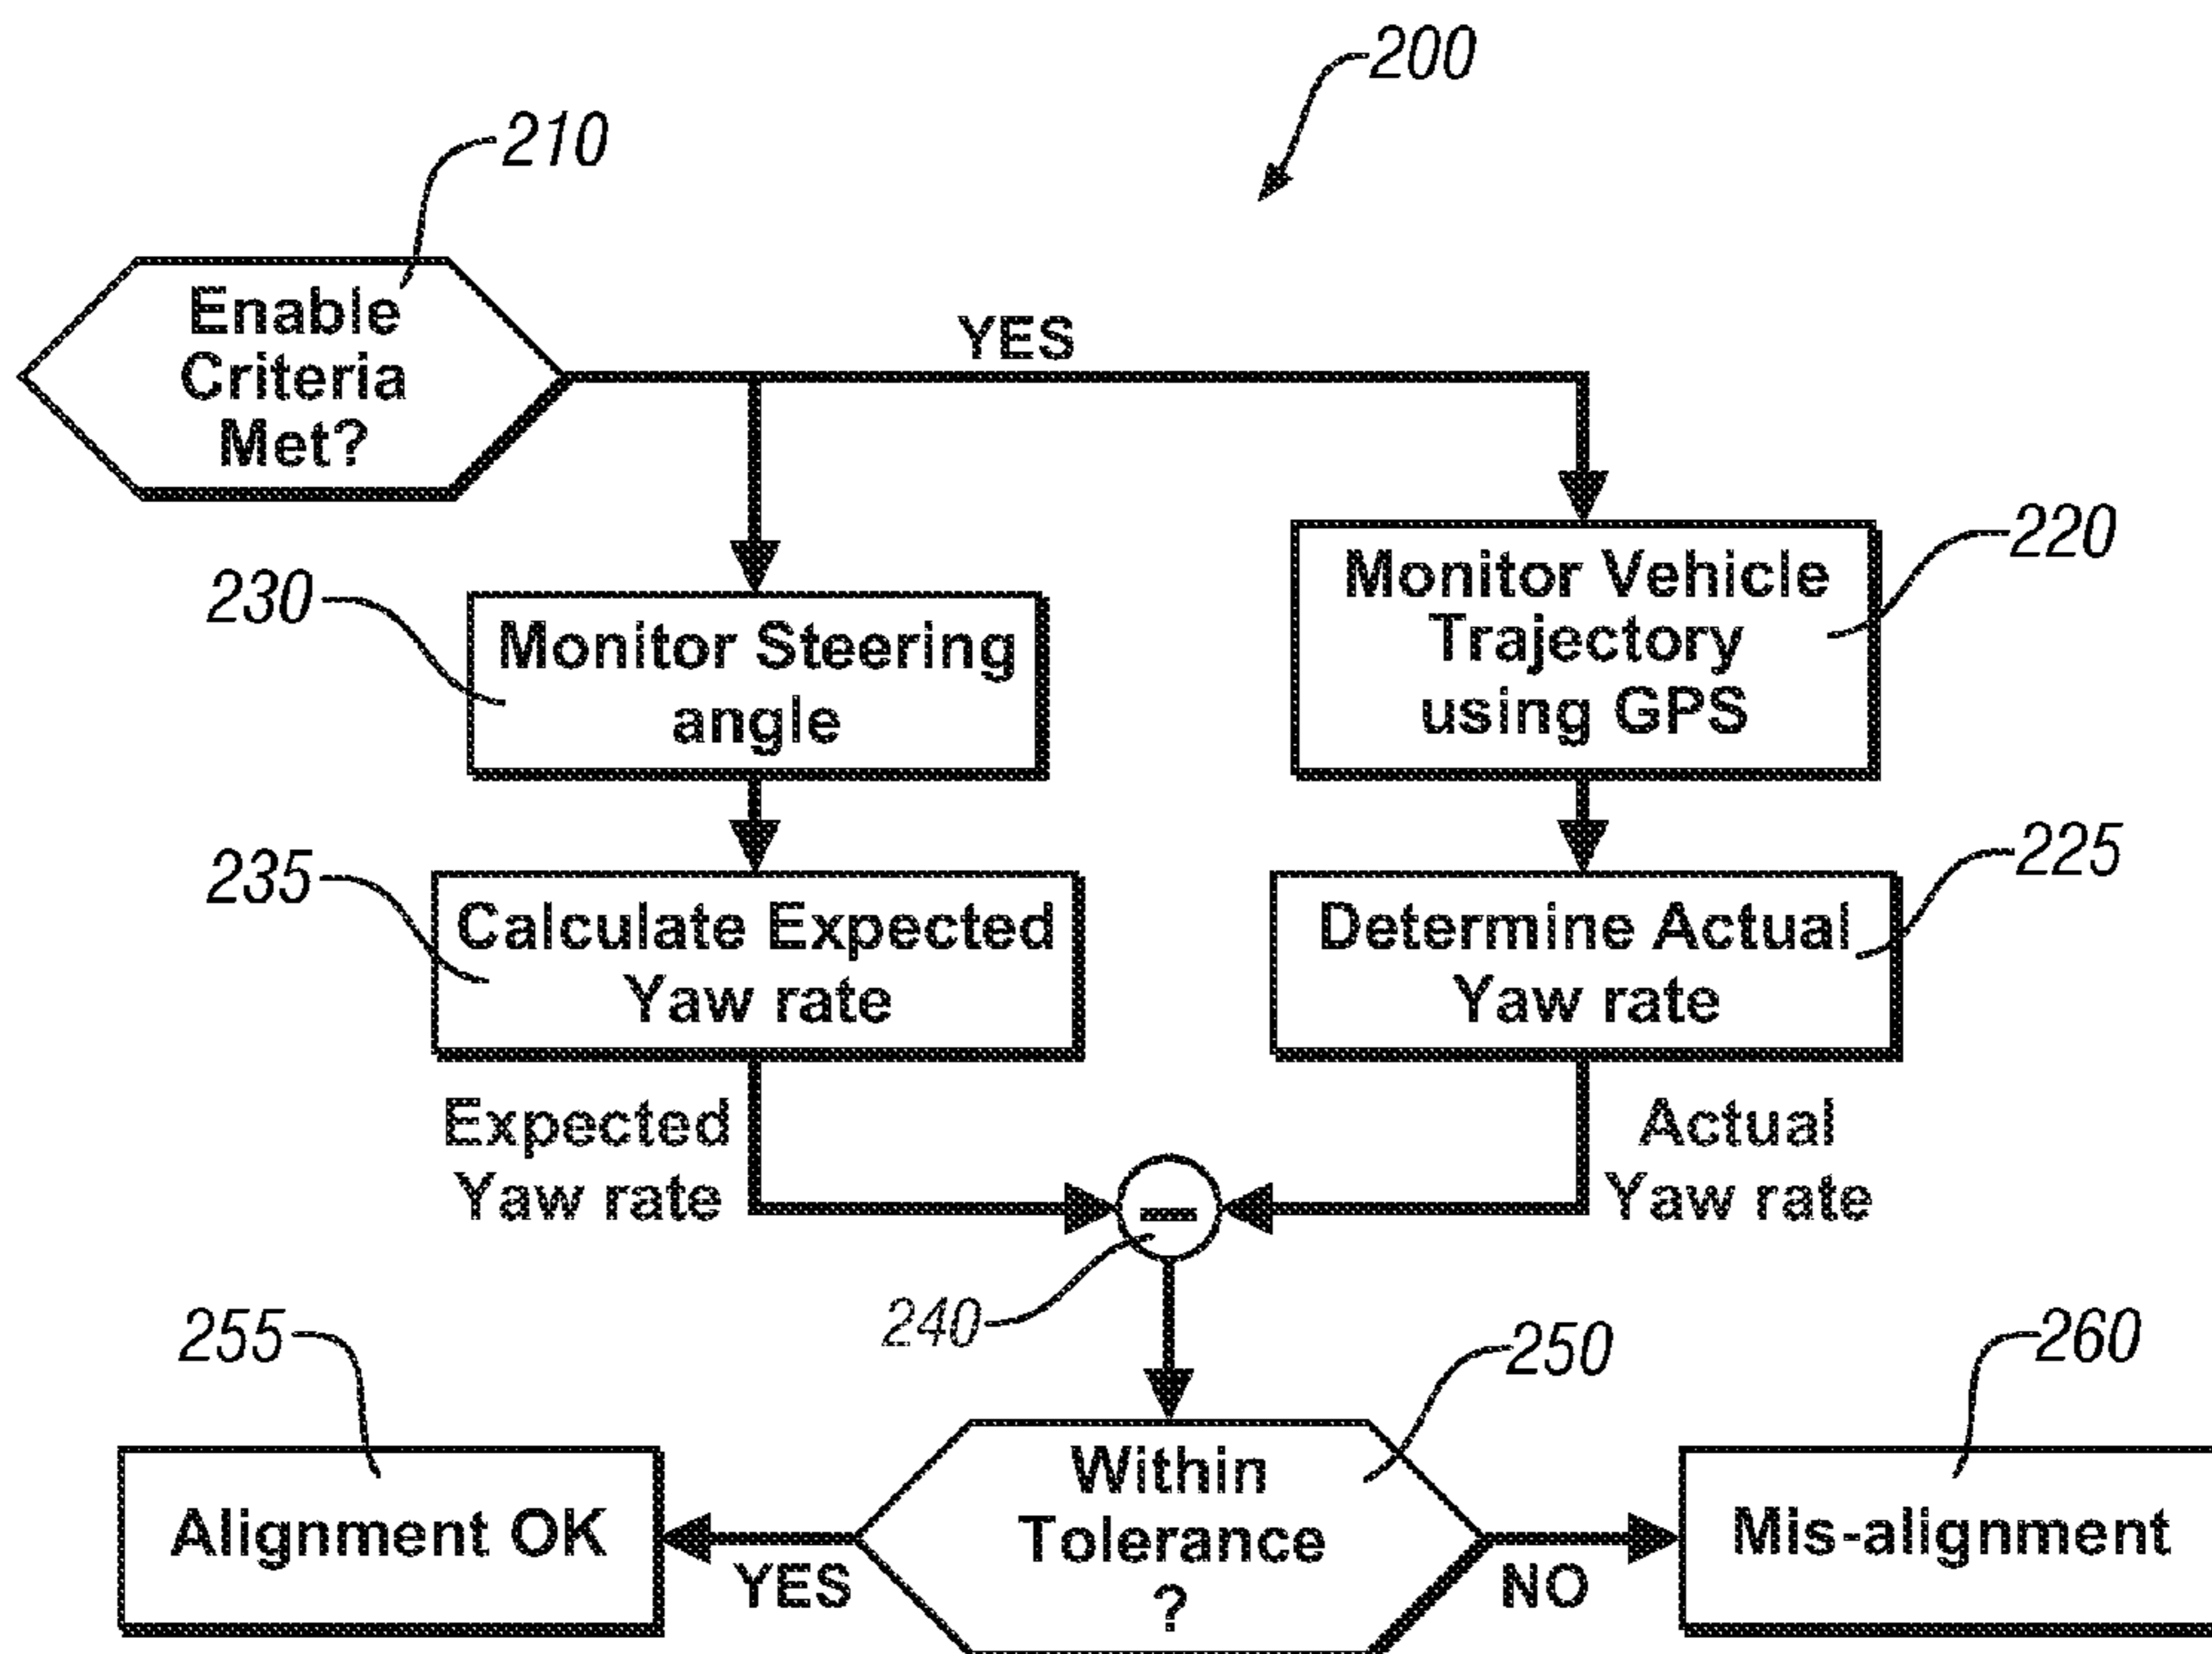 200
210
Enable
Criteria
Met?
YES
230
Monitor Steering
angle
220
Monitor Vehicle
Trajectory
using GPS
235
Calculate Expected
Yaw rate
225
Determine Actual
Yaw rate
Expected
Yaw rate
Actual
Yaw rate
–
240
255
Alignment OK
YES
250
Within
Tolerance
?
NO
260
Mis-alignment